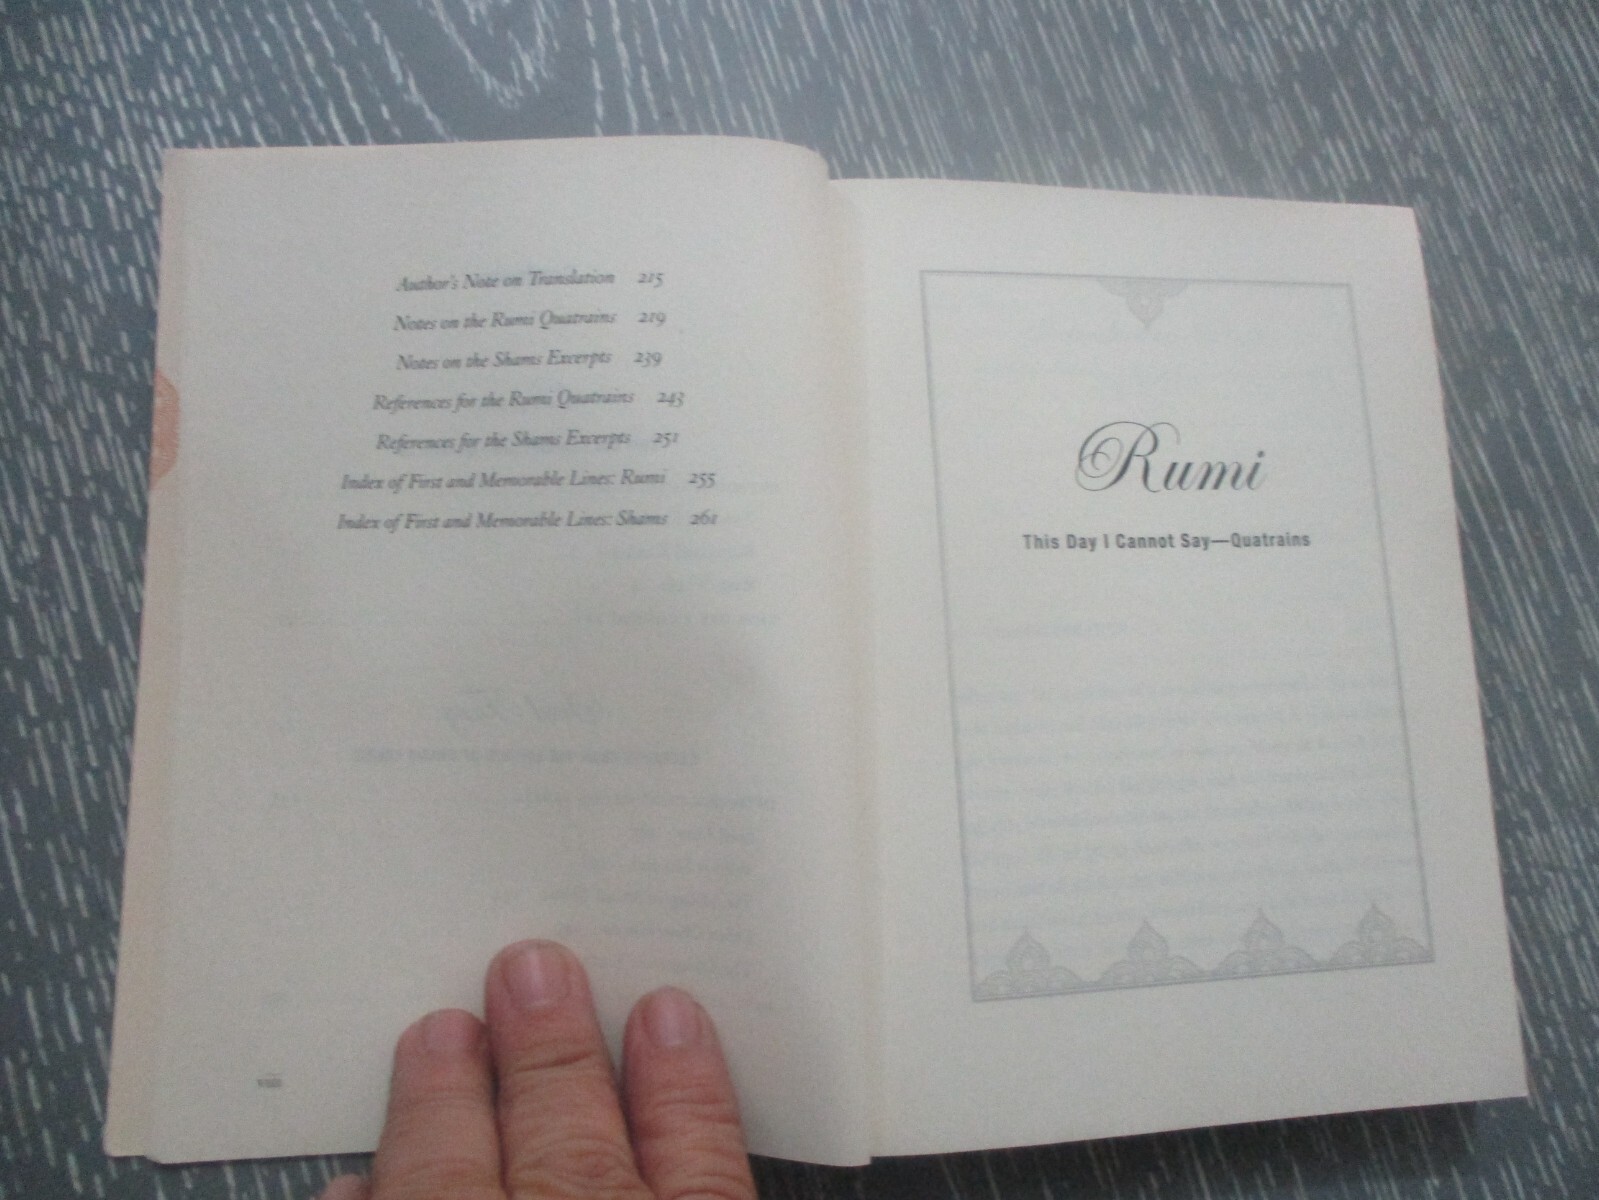 Author's Note on Translation 215
Notes on the Rumi Quatrains 219
Notes on the Shams Excerpts 239
References for the Rumi Quatrains 243
References for the Shams Excerpts 251
Index of First and Memorable Lines: Rumi 255
Index of First and Memorable Lines: Shams 261
viii
Rumi
This Day I Cannot Say—Quatrains